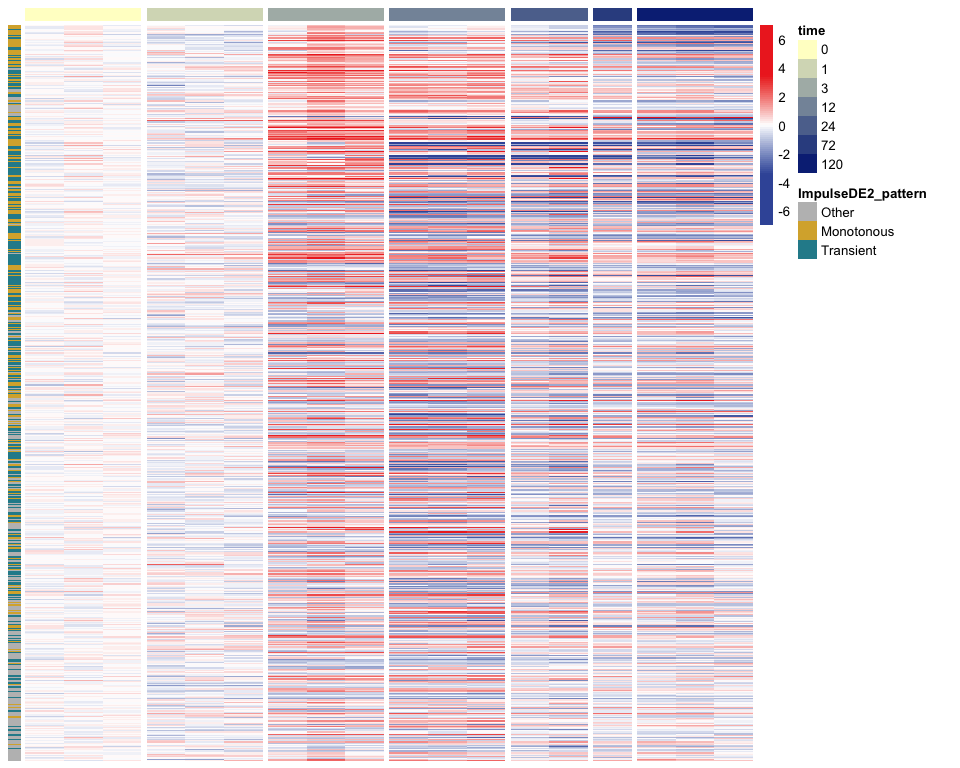 6
4
2
0
-2
-4
-6
time
0
1
3
12
24
72
120
ImpulseDE2_pattern
Other
Monotonous
Transient